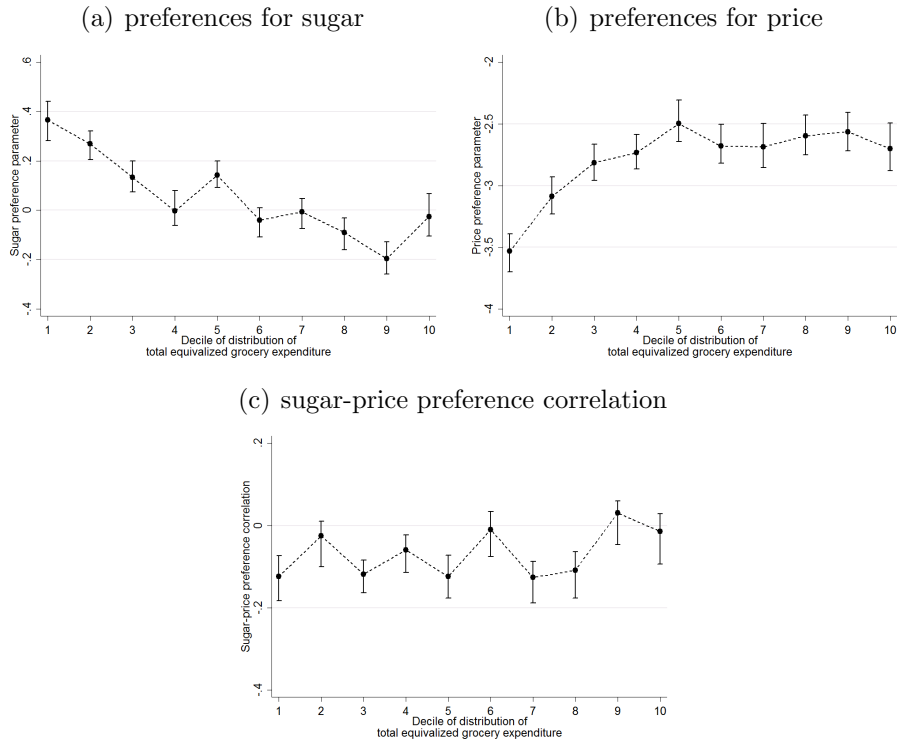 (a) preferences for sugar
Sugar preference parameter
.6
.4
.2
0
-.2
-.4
1 2 3 4 5 6 7 8 9 10
Decile of distribution of
total equivalized grocery expenditure
(b) preferences for price
Price preference parameter
-2
-2.5
-3
-3.5
-4
1 2 3 4 5 6 7 8 9 10
Decile of distribution of
total equivalized grocery expenditure
(c) sugar-price preference correlation
Sugar-price preference correlation
.2
0
-.2
-.4
1 2 3 4 5 6 7 8 9 10
Decile of distribution of
total equivalized grocery expenditure